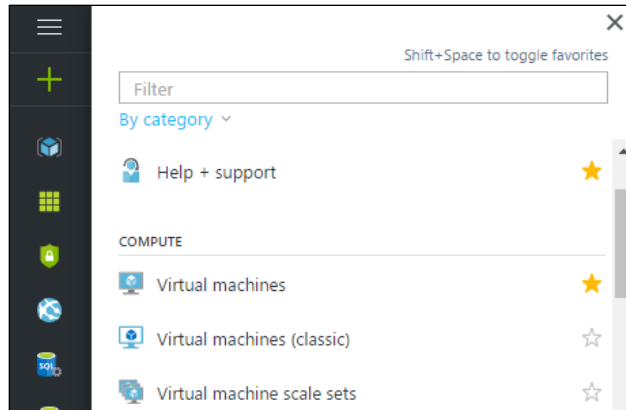 Shift+Space to toggle favorites
Filter
By category
Help + support
COMPUTE
Virtual machines
Virtual machines (classic)
SQL
Virtual machine scale sets